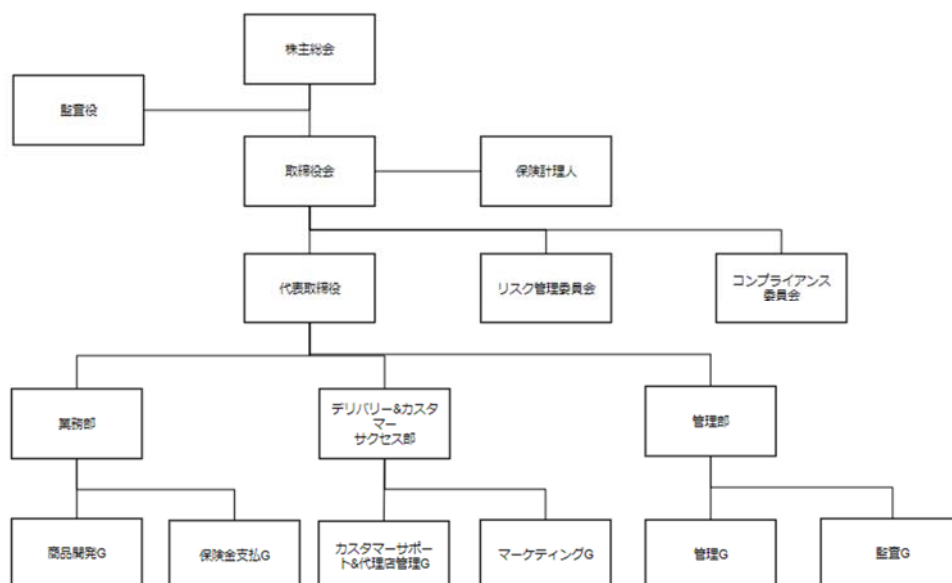 株主総会
監査役
取締役会
保険計理人
代表取締役
リスク管理委員会
コンプライアンス
委員会
業務部
デリバリー&カスタ
マー
サクセス部
管理部
商品開発G
保険金支払G
カスタマーサポー
ト&代理店管理G
マーケティングG
管理G
監査G